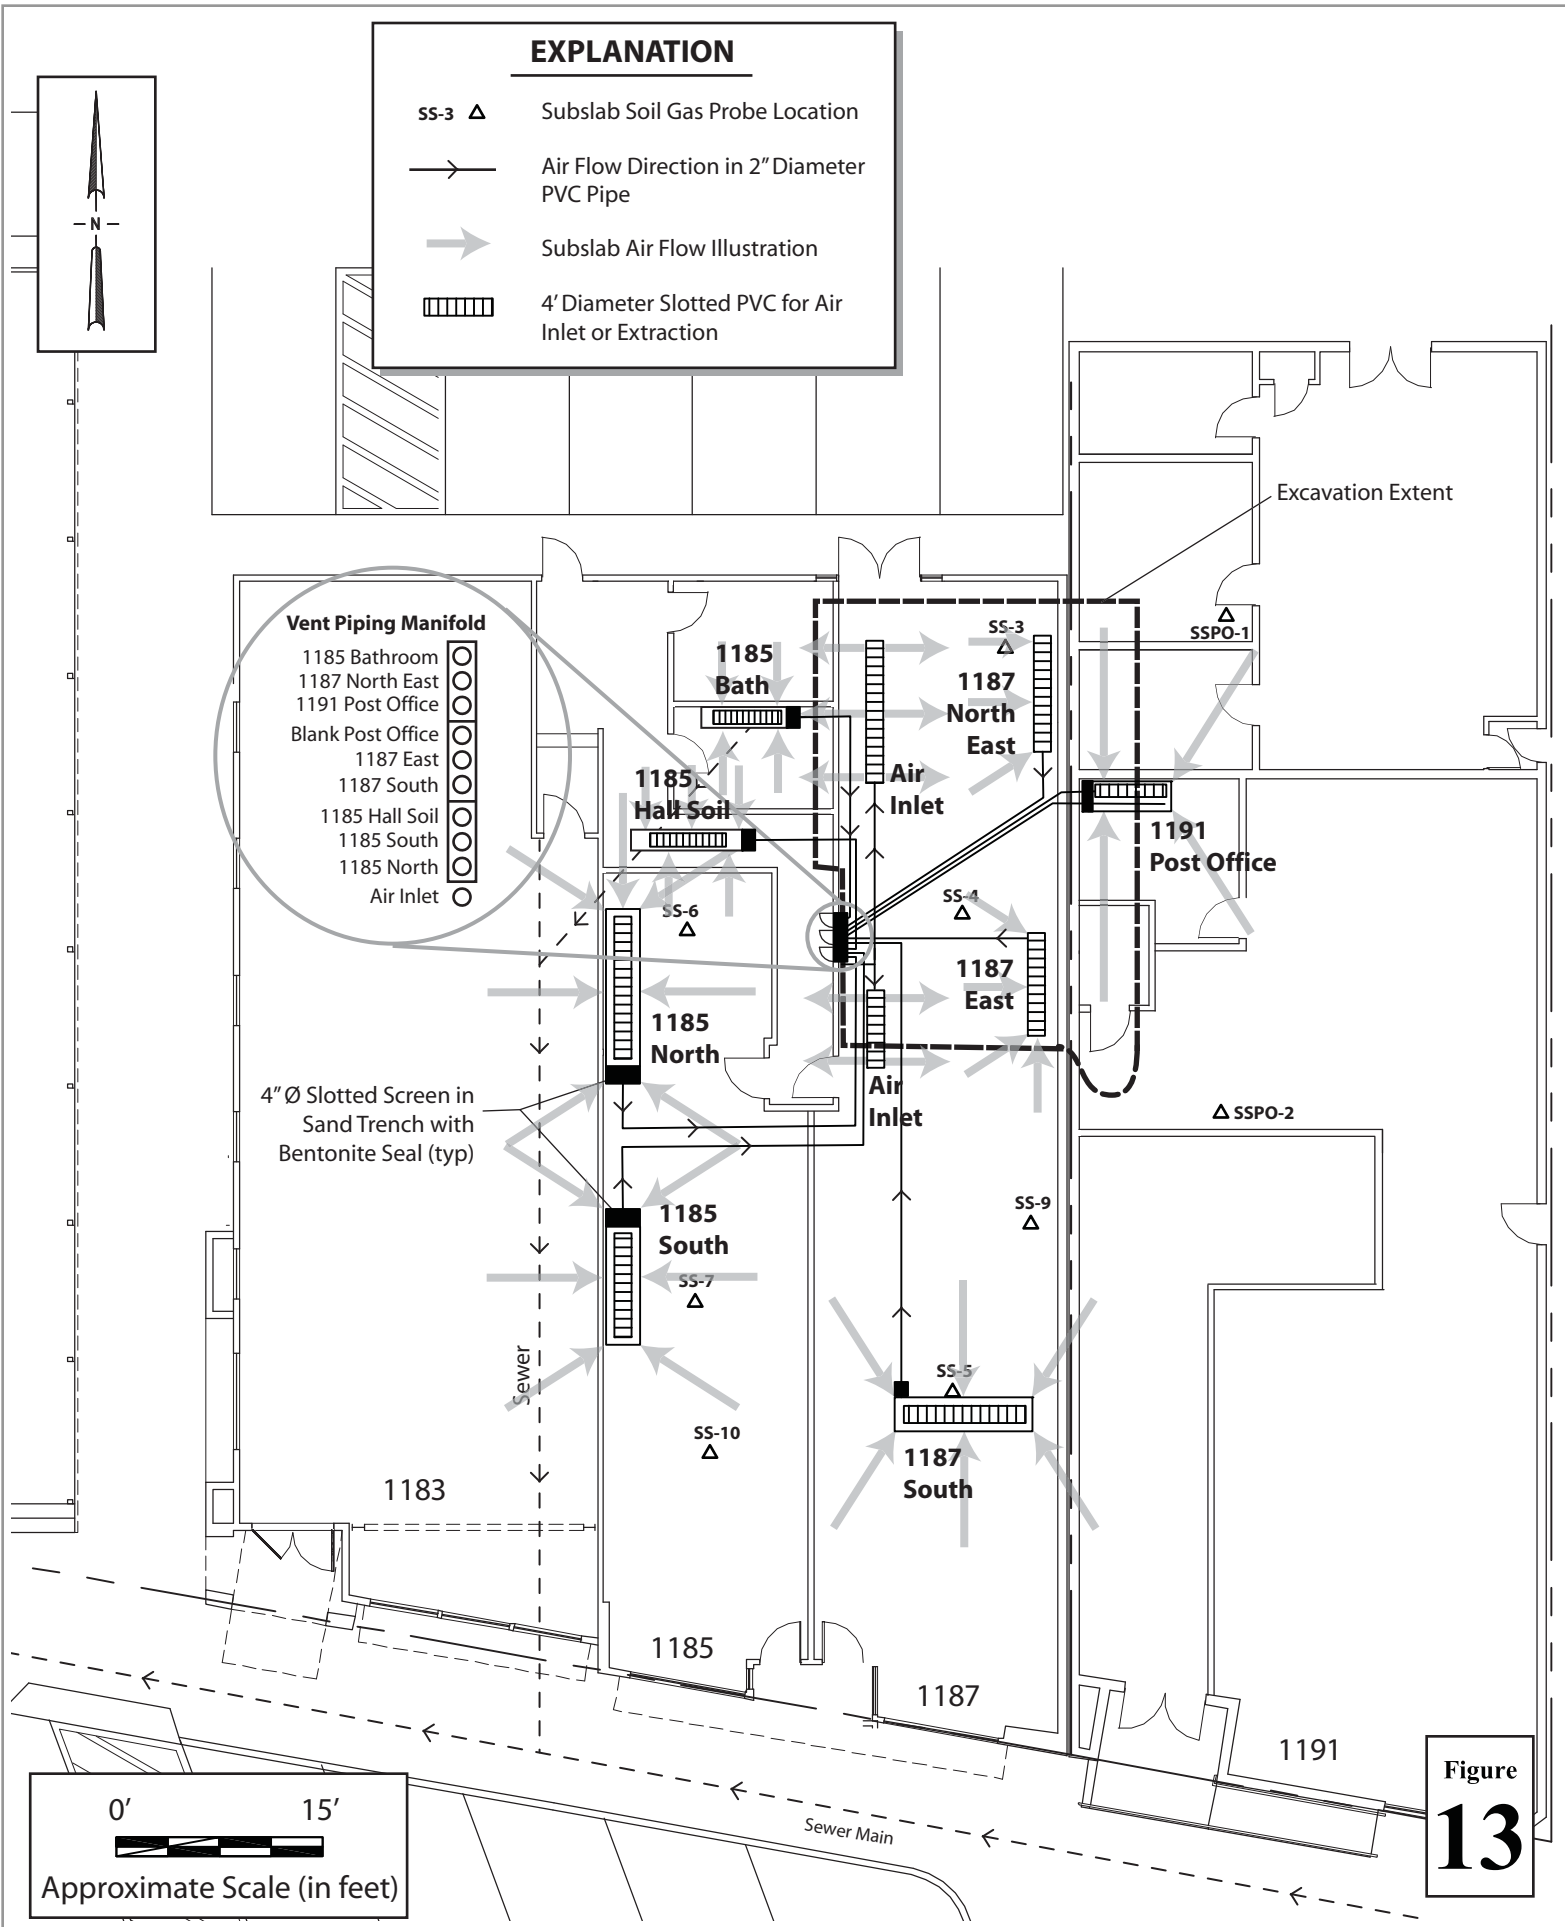 EXPLANATION
SS-3
Subslab Soil Gas Probe Location
Air Flow Direction in 2" Diameter
PVC Pipe
Subslab Air Flow Illustration
4' Diameter Slotted PVC for Air
Inlet or Extraction
N
Excavation Extent
Vent Piping Manifold
1185 Bathroom
1187 North East
1191 Post Office
Blank Post Office
1187 East
1187 South
1185 Hall Soil
1185 South
1185 North
Air Inlet
1185
Bath
SS-3
1187
North
East
SSPO-1
1185
Hall Soil
Air
Inlet
1191
Post Office
SS-6
SS-4
1187
East
1185
North
Air
Inlet
4" Ø Slotted Screen in
Sand Trench with
Bentonite Seal (typ)
SSPO-2
1185
South
SS-9
SS-7
Sewer
SS-5
SS-10
1187
South
1183
1185
1187
1191
Sewer Main
0' 15'
Approximate Scale (in feet)
Figure
13